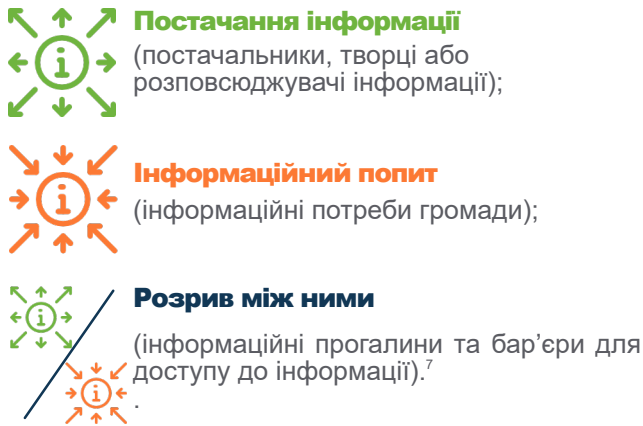 Постачання інформації
(постачальники, творці або
розповсюджувачі інформації);
Інформаційний попит
(інформаційні потреби громади);
Розрив між ними
(інформаційні прогалини та бар’єри для
доступу до інформації).⁷
.